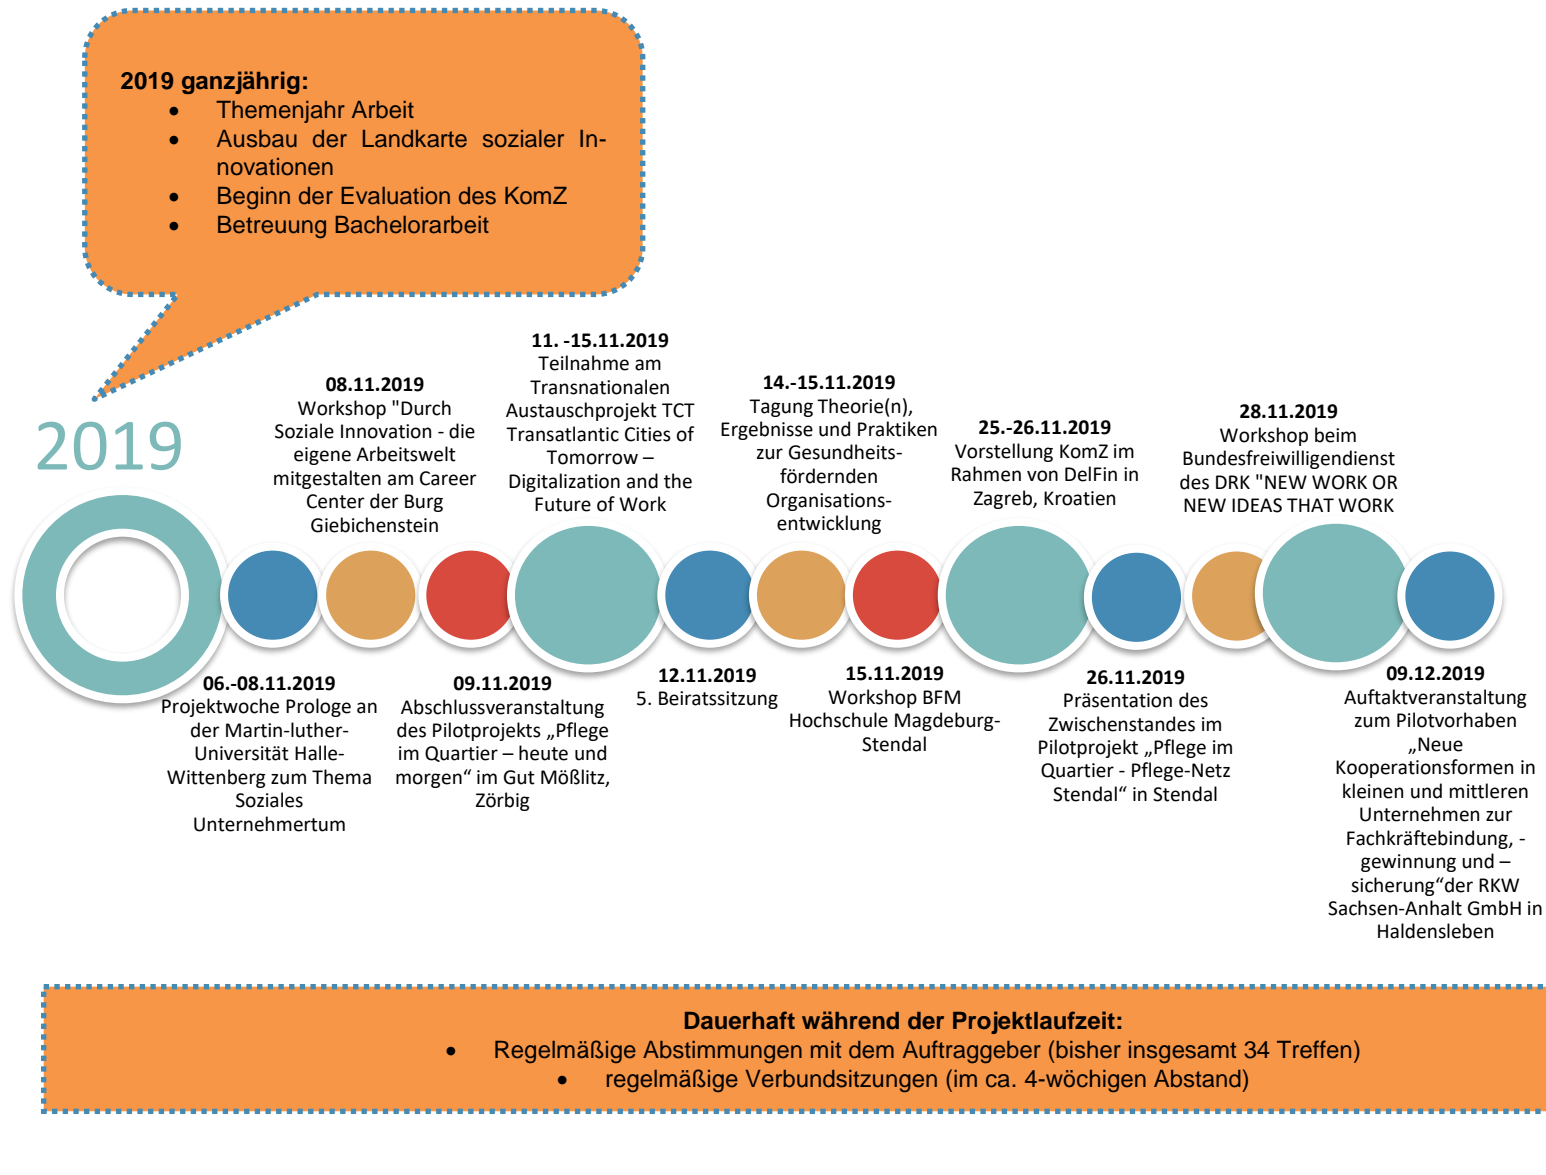 2019 ganzjährig:
• Themenjahr Arbeit
• Ausbau der Landkarte sozialer In-
novationen
• Beginn der Evaluation des KomZ
• Betreuung Bachelorarbeit
2019
06.-08.11.2019
Projektwoche Prologe an
der Martin-luther-
Universität Halle-
Wittenberg zum Thema
Soziales
Unternehmertum
08.11.2019
Workshop "Durch
Soziale Innovation - die
eigene Arbeitswelt
mitgestalten am Career
Center der Burg
Giebichenstein
09.11.2019
Abschlussveranstaltung
des Pilotprojekts „Pflege
im Quartier – heute und
morgen“ im Gut Mößlitz,
Zörbig
11. -15.11.2019
Teilnahme am
Transnationalen
Austauschprojekt TCT
Transatlantic Cities of
Tomorrow –
Digitalization and the
Future of Work
12.11.2019
5. Beiratssitzung
14.-15.11.2019
Tagung Theorie(n),
Ergebnisse und Praktiken
zur Gesundheits-
fördernden
Organisations-
entwicklung
15.11.2019
Workshop BFM
Hochschule Magdeburg-
Stendal
25.-26.11.2019
Vorstellung KomZ im
Rahmen von DelFin in
Zagreb, Kroatien
26.11.2019
Präsentation des
Zwischenstandes im
Pilotprojekt „Pflege im
Quartier - Pflege-Netz
Stendal“ in Stendal
28.11.2019
Workshop beim
Bundesfreiwilligendienst
des DRK "NEW WORK OR
NEW IDEAS THAT WORK
09.12.2019
Auftaktveranstaltung
zum Pilotvorhaben
„Neue
Kooperationsformen in
kleinen und mittleren
Unternehmen zur
Fachkräftebindung, -
gewinnung und –
sicherung“der RKW
Sachsen-Anhalt GmbH in
Haldensleben
Dauerhaft während der Projektlaufzeit:
• Regelmäßige Abstimmungen mit dem Auftraggeber (bisher insgesamt 34 Treffen)
• regelmäßige Verbundsitzungen (im ca. 4-wöchigen Abstand)